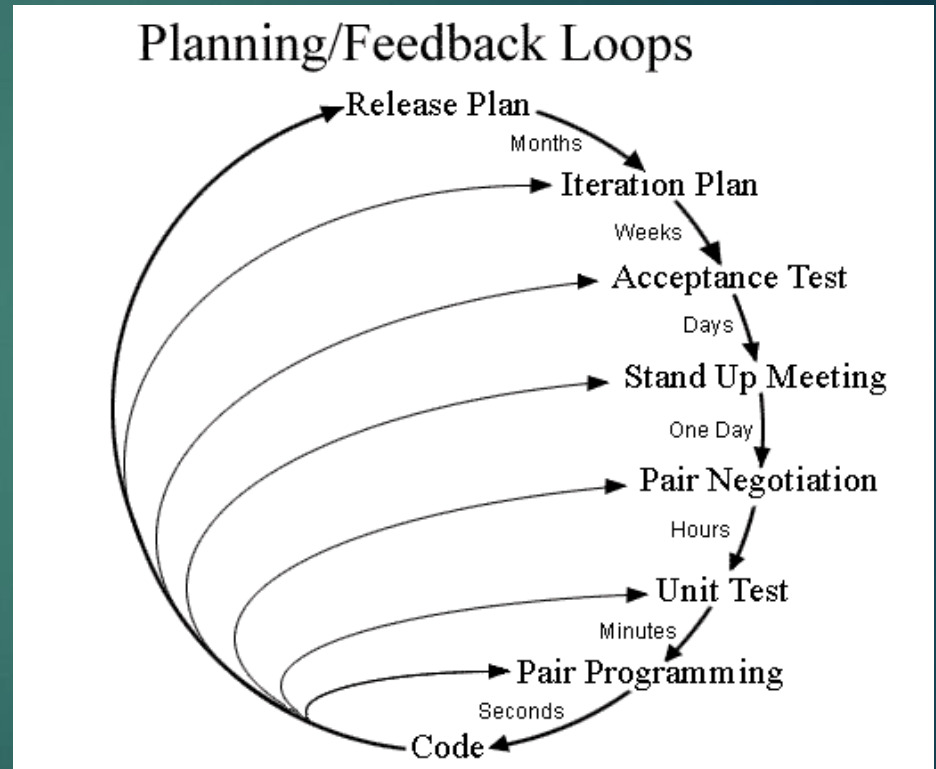 Planning/Feedback Loops
Release Plan
Months
Iteration Plan
Weeks
Acceptance Test
Days
Stand Up Meeting
One Day
Pair Negotiation
Hours
Unit Test
Minutes
Pair Programming
Seconds
Code